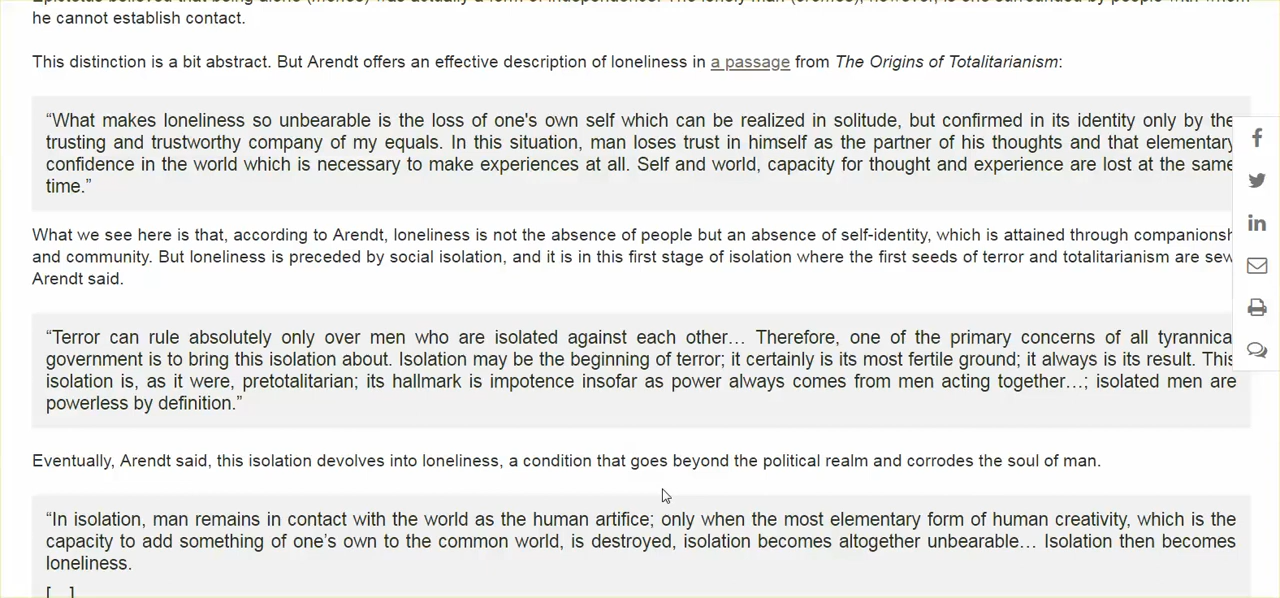 he cannot establish contact.
This distinction is a bit abstract. But Arendt offers an effective description of loneliness in a passage from The Origins of Totalitarianism:
“What makes loneliness so unbearable is the loss of one's own self which can be realized in solitude, but confirmed in its identity only by the
trusting and trustworthy company of my equals. In this situation, man loses trust in himself as the partner of his thoughts and that elementary
confidence in the world which is necessary to make experiences at all. Self and world, capacity for thought and experience are lost at the same
time.”
What we see here is that, according to Arendt, loneliness is not the absence of people but an absence of self-identity, which is attained through companionsh
and community. But loneliness is preceded by social isolation, and it is in this first stage of isolation where the first seeds of terror and totalitarianism are sew
Arendt said.
“Terror can rule absolutely only over men who are isolated against each other… Therefore, one of the primary concerns of all tyrannica
government is to bring this isolation about. Isolation may be the beginning of terror; it certainly is its most fertile ground; it always is its result. This
isolation is, as it were, pretotalitarian; its hallmark is impotence insofar as power always comes from men acting together…; isolated men are
powerless by definition.”
Eventually, Arendt said, this isolation devolves into loneliness, a condition that goes beyond the political realm and corrodes the soul of man.
“In isolation, man remains in contact with the world as the human artifice; only when the most elementary form of human creativity, which is the
capacity to add something of one’s own to the common world, is destroyed, isolation becomes altogether unbearable… Isolation then becomes
loneliness.
[…]